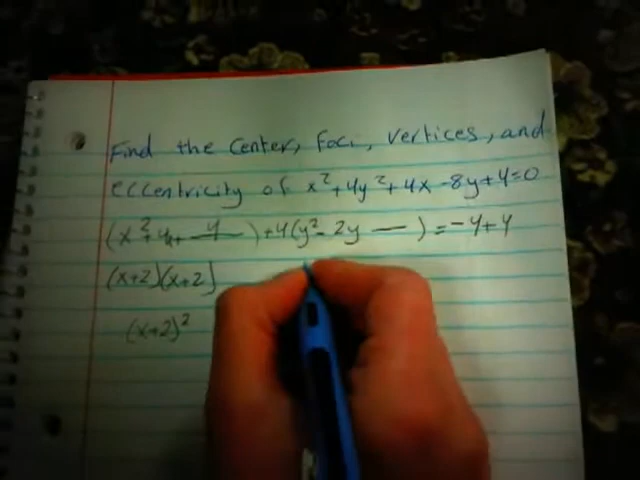 Find the Center, Foci, Vertices, and
eccentricity of x²+4y²+4x-8y+4=0
(x²+4x+ 4 )+4(y²-2y — )=-4+4
(x+2)(x+2)
(x+2)²